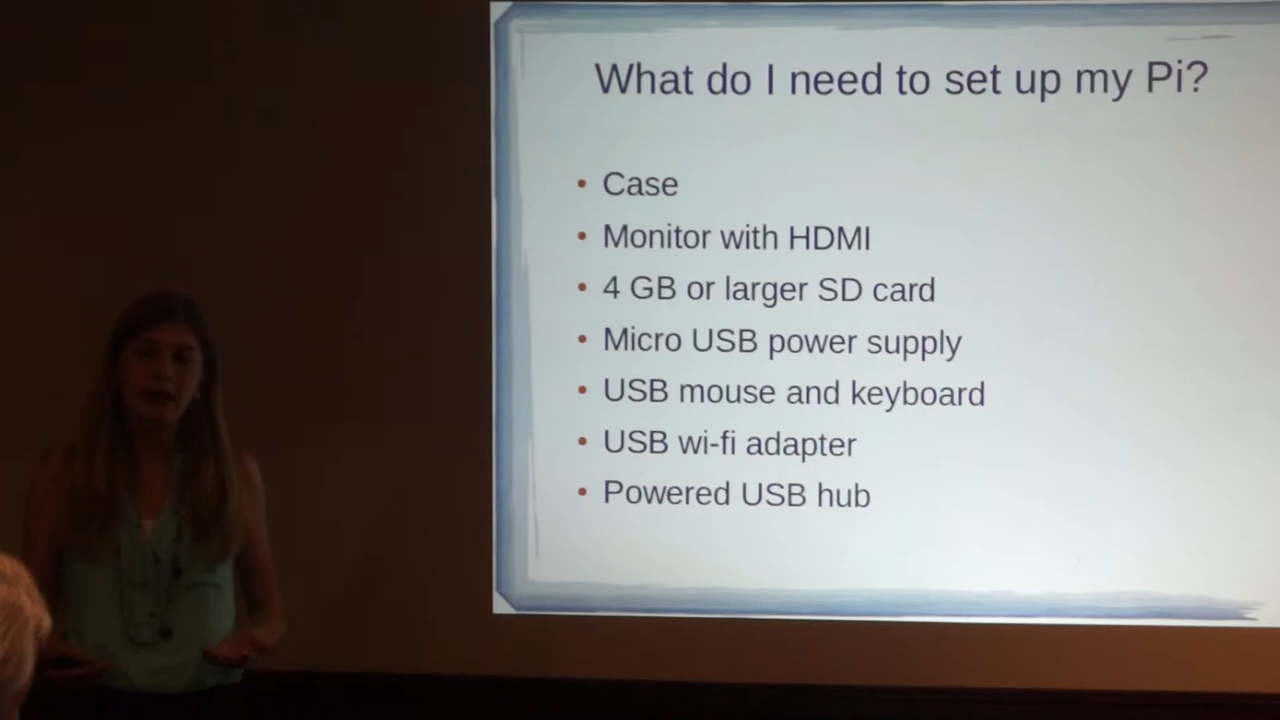 What do I need to set up my Pi?
• Case
• Monitor with HDMI
• 4 GB or larger SD card
• Micro USB power supply
• USB mouse and keyboard
• USB wi-fi adapter
• Powered USB hub